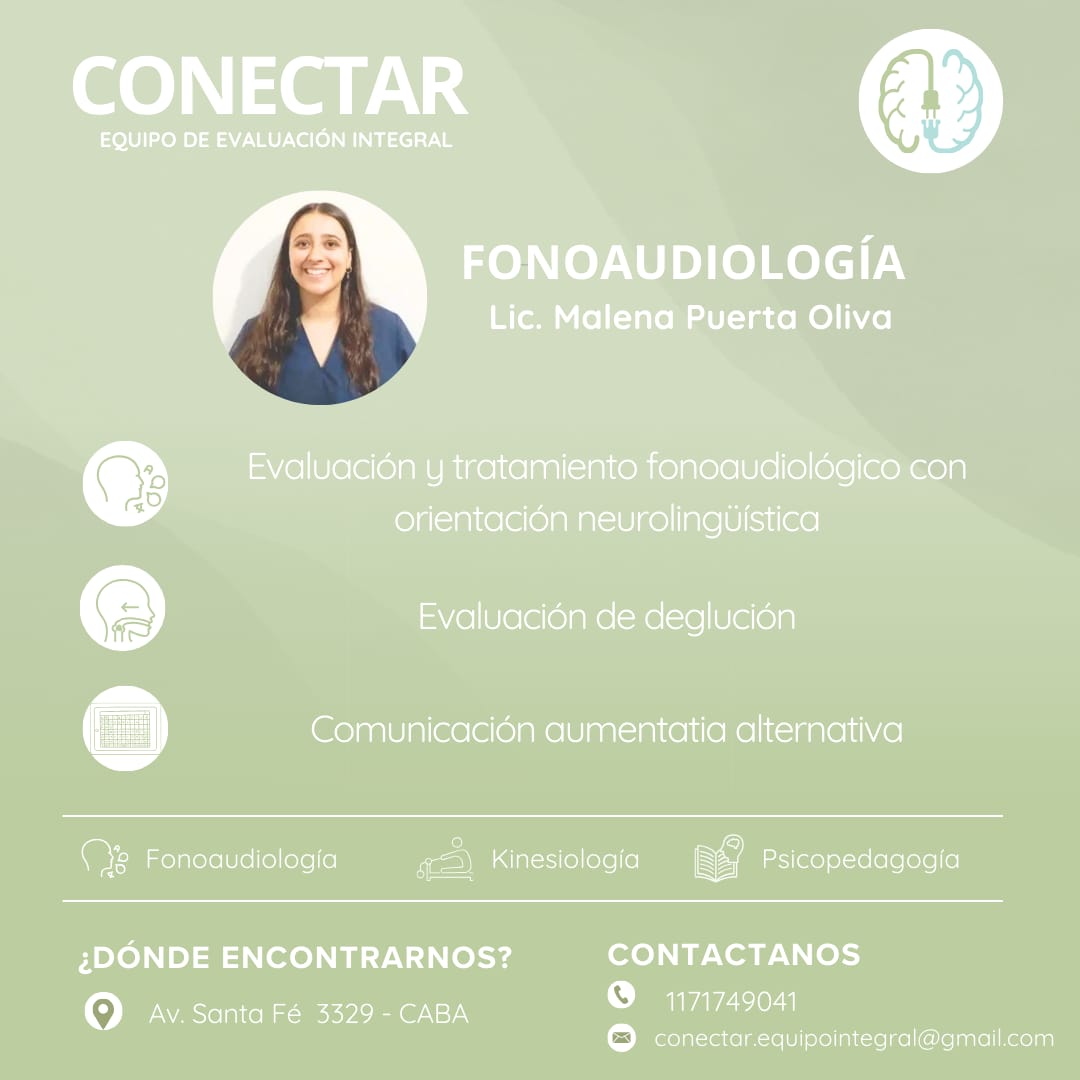 CONECTAR
EQUIPO DE EVALUACIÓN INTEGRAL
FONOAUDIOLOGÍA
Lic. Malena Puerta Oliva
Evaluación y tratamiento fonoaudiológico con
orientación neurolingüística
Evaluación de deglución
Comunicación aumentatia alternativa
Fonoaudiología
Kinesiología
Psicopedagogía
¿DÓNDE ENCONTRARNOS?
Av. Santa Fé 3329 - CABA
CONTACTANOS
1171749041
conectar.equipointegral@gmail.com